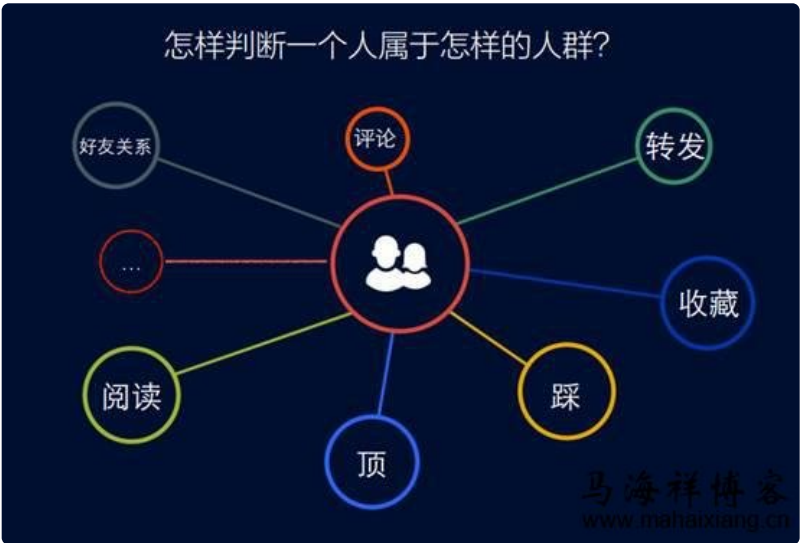 怎样判断一个人属于怎样的人群？
好友关系
评论
转发
...
收藏
阅读
踩
顶
马海祥博客
www.mahaixiang.cn